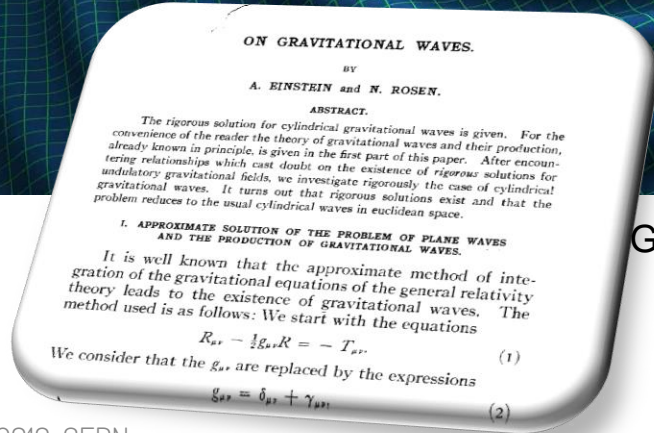 ON GRAVITATIONAL WAVES.
BY
A. EINSTEIN and N. ROSEN.
ABSTRACT.
The rigorous solution for cylindrical gravitational waves is given. For the
convenience of the reader the theory of gravitational waves and their production,
already known in principle, is given in the first part of this paper. After encoun-
tering relationships which cast doubt on the existence of rigorous solutions for
undulatory gravitational fields, we investigate rigorously the case of cylindrical
gravitational waves. It turns out that rigorous solutions exist and that the
problem reduces to the usual cylindrical waves in euclidean space.
I. APPROXIMATE SOLUTION OF THE PROBLEM OF PLANE WAVES
AND THE PRODUCTION OF GRAVITATIONAL WAVES.
It is well known that the approximate method of inte-
gration of the gravitational equations of the general relativity
theory leads to the existence of gravitational waves. The
method used is as follows: We start with the equations
Rμν − ½gμνR = − Tμν. (1)
We consider that the gμν are replaced by the expressions
gμν = δμν + γμν, (2)
G
CERN